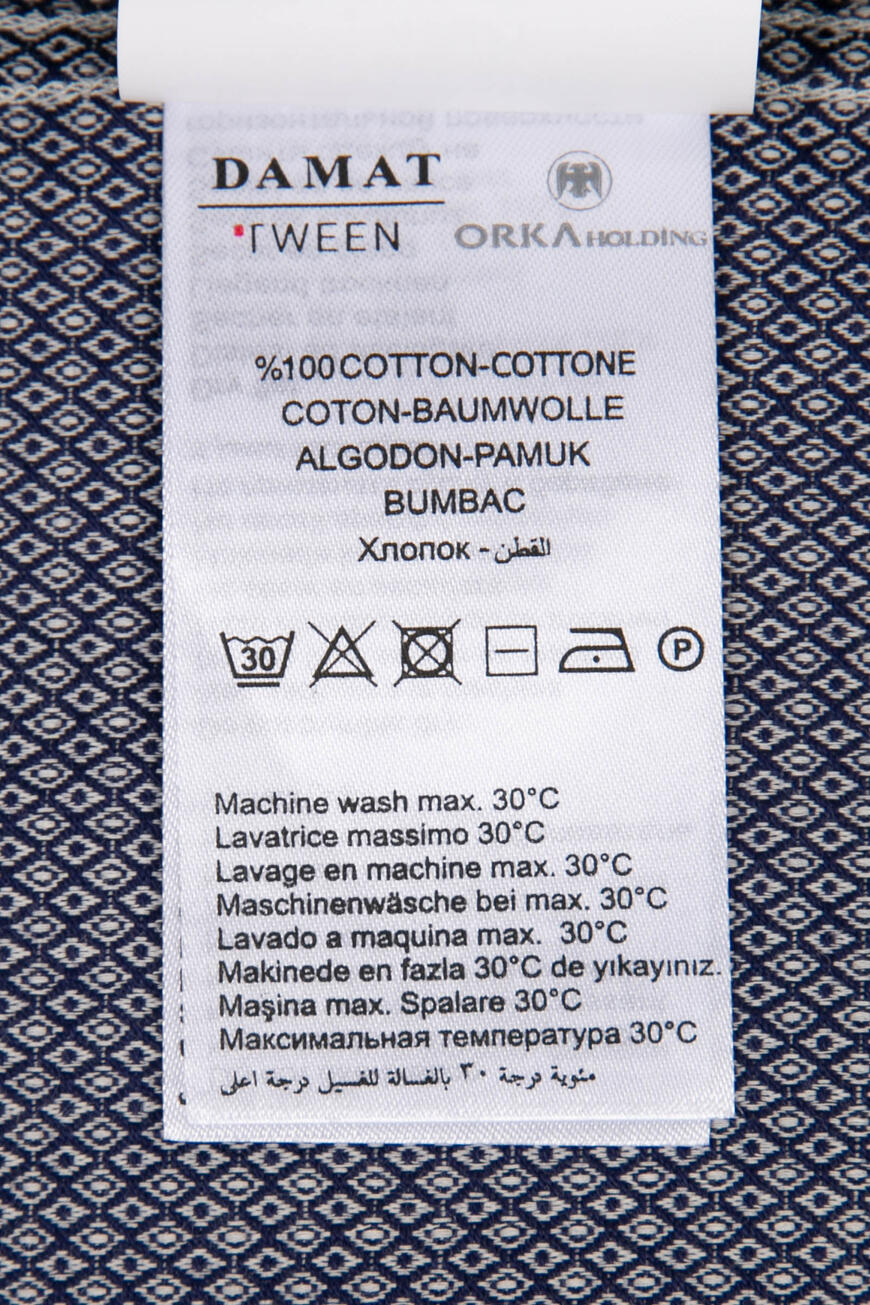 DAMAT
TWEEN
ORKA HOLDING
%100 COTTON-COTTONE
COTON-BAUMWOLLE
ALGODON-PAMUK
BUMBAC
Хлопок - القطن
30
P
Machine wash max. 30°C
Lavatrice massimo 30°C
Lavage en machine max. 30°C
Maschinenwäsche bei max. 30°C
Lavado a maquina max. 30°C
Makinede en fazla 30°C de yıkayınız.
Maşina max. Spalare 30°C
Максимальная температура 30°C
مئوية درجة ٣٠ بالغسالة للغسيل درجة اعلى